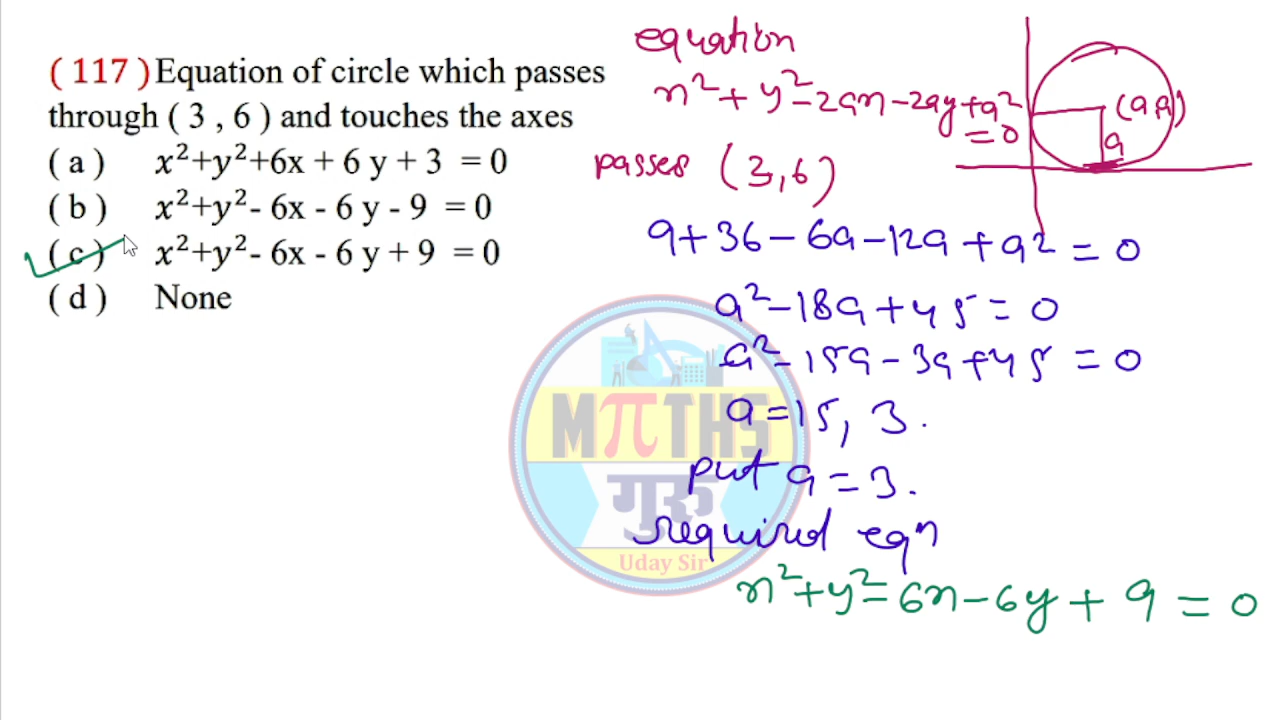 ( 117 ) Equation of circle which passes
through ( 3 , 6 ) and touches the axes
( a ) x²+y²+6x + 6 y + 3 = 0
( b ) x²+y²- 6x - 6 y - 9 = 0
( c ) x²+y²- 6x - 6 y + 9 = 0
( d ) None
equation
x²+y²-2ax-2ay+a²
=0
(a,a)
a
passes (3,6)
9+36-6a-12a+a²=0
a²-18a+45=0
a²-15a-3a+45=0
a=15, 3.
put a=3.
required eqn
x²+y²-6x-6y+9=0
MπTHS
गुरु
Uday Sir